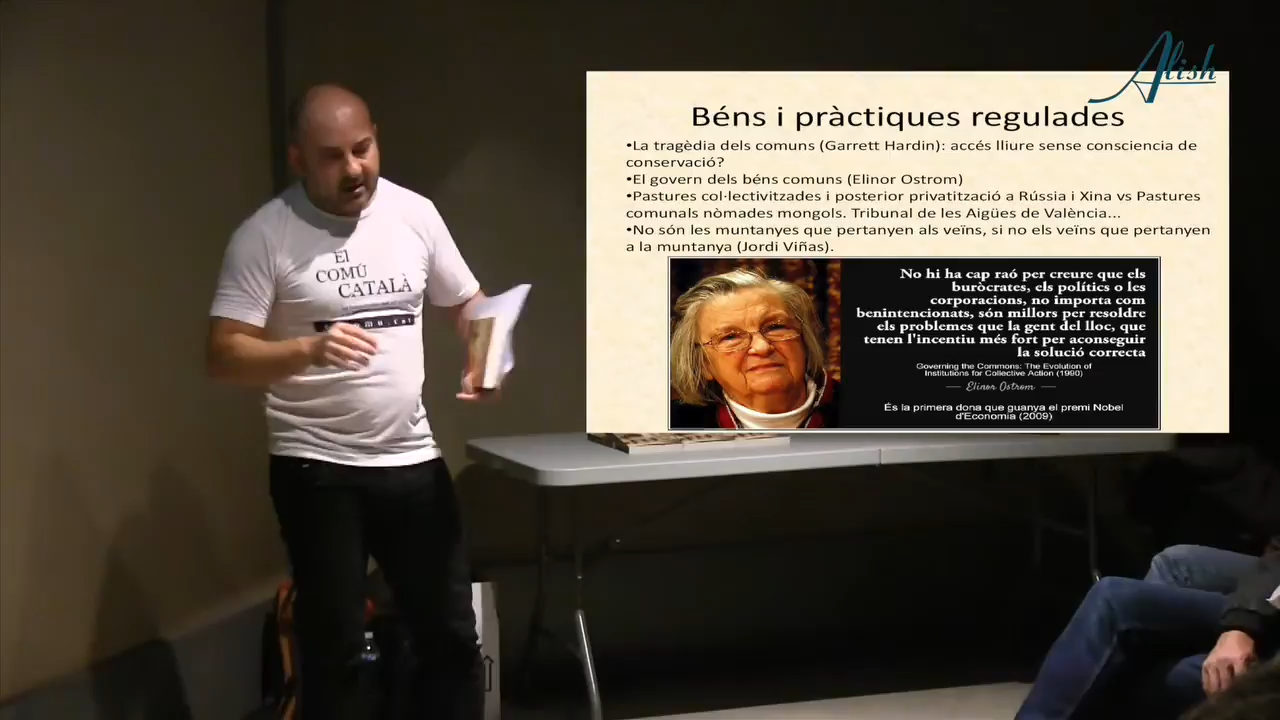 Alish
Béns i pràctiques regulades
•La tragèdia dels comuns (Garrett Hardin): accés lliure sense consciencia de
conservació?
•El govern dels béns comuns (Elinor Ostrom)
•Pastures col·lectivitzades i posterior privatització a Rússia i Xina vs Pastures
comunals nòmades mongols. Tribunal de les Aigües de València...
•No són les muntanyes que pertanyen als veïns, si no els veïns que pertanyen
a la muntanya (Jordi Viñas).
No hi ha cap raó per creure que els
buròcrates, els polítics o les
corporacions, no importa com
benintencionats, són millors per resoldre
els problemes que la gent del lloc, que
tenen l'incentiu més fort per aconseguir
la solució correcta
Governing the Commons: The Evolution of
Institutions for Collective Action (1990)
— Elinor Ostrom —
És la primera dona que guanya el premi Nobel
d'Economia (2009)
El
COMÚ
CATALÀ